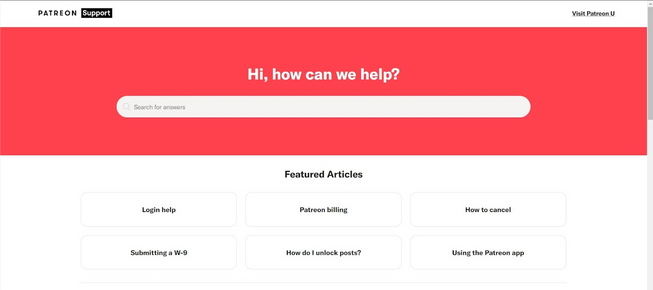 PATREON Support
Visit Patreon U
Hi, how can we help?
Search for answers
Featured Articles
Login help
Patreon billing
How to cancel
Submitting a W-9
How do I unlock posts?
Using the Patreon app